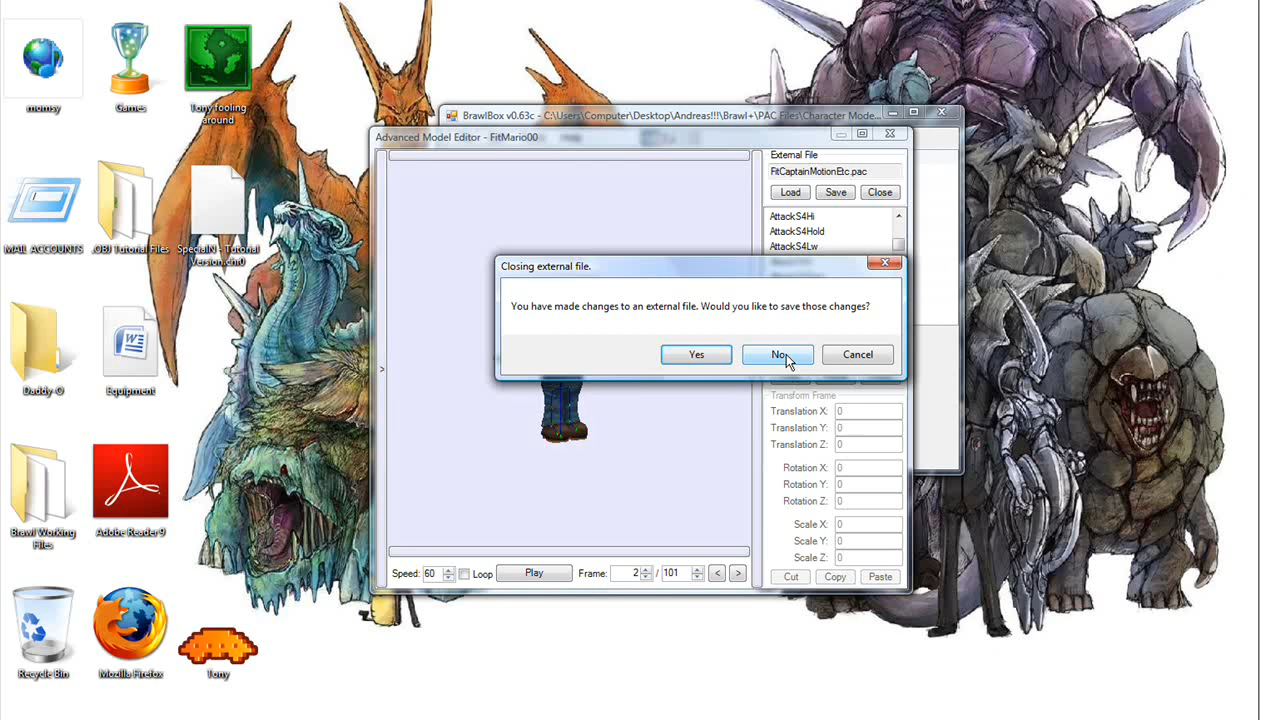 momsy
Games
Tony fooling
around
MAIL ACCOUNTS
.OBJ Tutorial Files
SpecialN - Tutorial
Version.chr0
Daddy-O
Equipment
Brawl Working
Files
Adobe Reader 9
Recycle Bin
Mozilla Firefox
Tony
BrawlBox v0.63c - C:\Users\Computer\Desktop\Andreas!!!\Brawl+\PAC Files\Character Mode...
Advanced Model Editor - FitMario00
External File
FitCaptainMotionEtc.pac
Load
Save
Close
AttackS4Hi
AttackS4Hold
AttackS4Lw
Closing external file.
You have made changes to an external file. Would you like to save those changes?
Yes
No
Cancel
Transform Frame
Translation X: 0
Translation Y: 0
Translation Z: 0
Rotation X: 0
Rotation Y: 0
Rotation Z: 0
Scale X: 0
Scale Y: 0
Scale Z: 0
Cut
Copy
Paste
Speed: 60
Loop
Play
Frame: 2 / 101
<
>
>